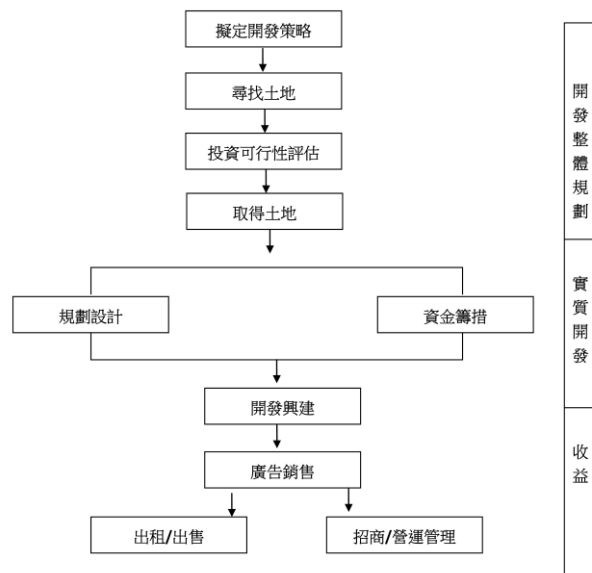 擬定開發策略
尋找土地
投資可行性評估
取得土地
規劃設計
資金籌措
開發興建
廣告銷售
出租/出售
招商/營運管理
開發整體規劃
實質開發
收益